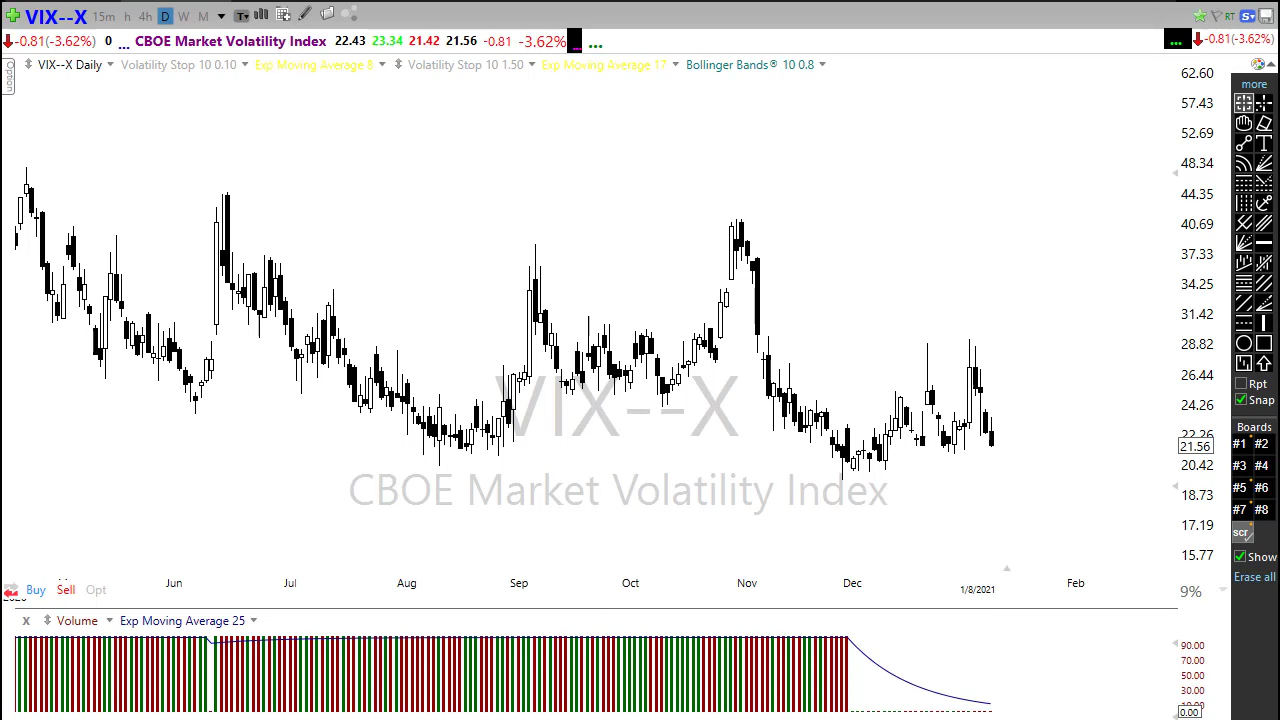 VIX--X 15m h 4h D W M T RT S
-0.81(-3.62%) 0 ... CBOE Market Volatility Index 22.43 23.34 21.42 21.56 -0.81 -3.62% ... ... ... -0.81(-3.62%)
Option
VIX--X Daily Volatility Stop 10 0.10 Exp Moving Average 8 Volatility Stop 10 1.50 Exp Moving Average 17 Bollinger Bands® 10 0.8
62.60
57.43
52.69
48.34
44.35
40.69
37.33
34.25
31.42
28.82
26.44
24.26
22.26
21.56
20.42
18.73
17.19
15.77
VIX--X
CBOE Market Volatility Index
more
Rpt
Snap
Boards
#1 #2
#3 #4
#5 #6
#7 #8
scr
Show
Erase all
Jun Jul Aug Sep Oct Nov Dec 1/8/2021 Feb
Buy Sell Opt
9%
X Volume Exp Moving Average 25
90.00
70.00
50.00
30.00
10.00
0.00